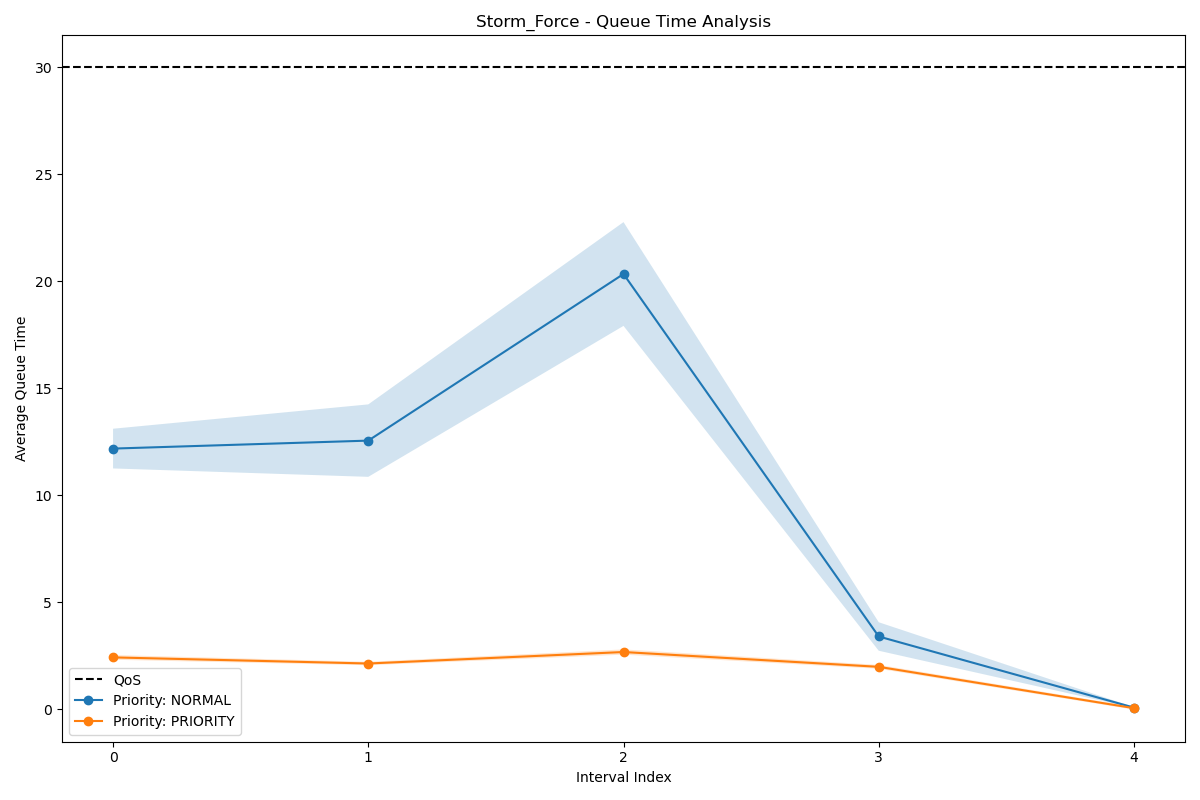 Storm_Force - Queue Time Analysis
Average Queue Time
30
25
20
15
10
5
0
QoS
Priority: NORMAL
Priority: PRIORITY
0 1 2 3 4
Interval Index